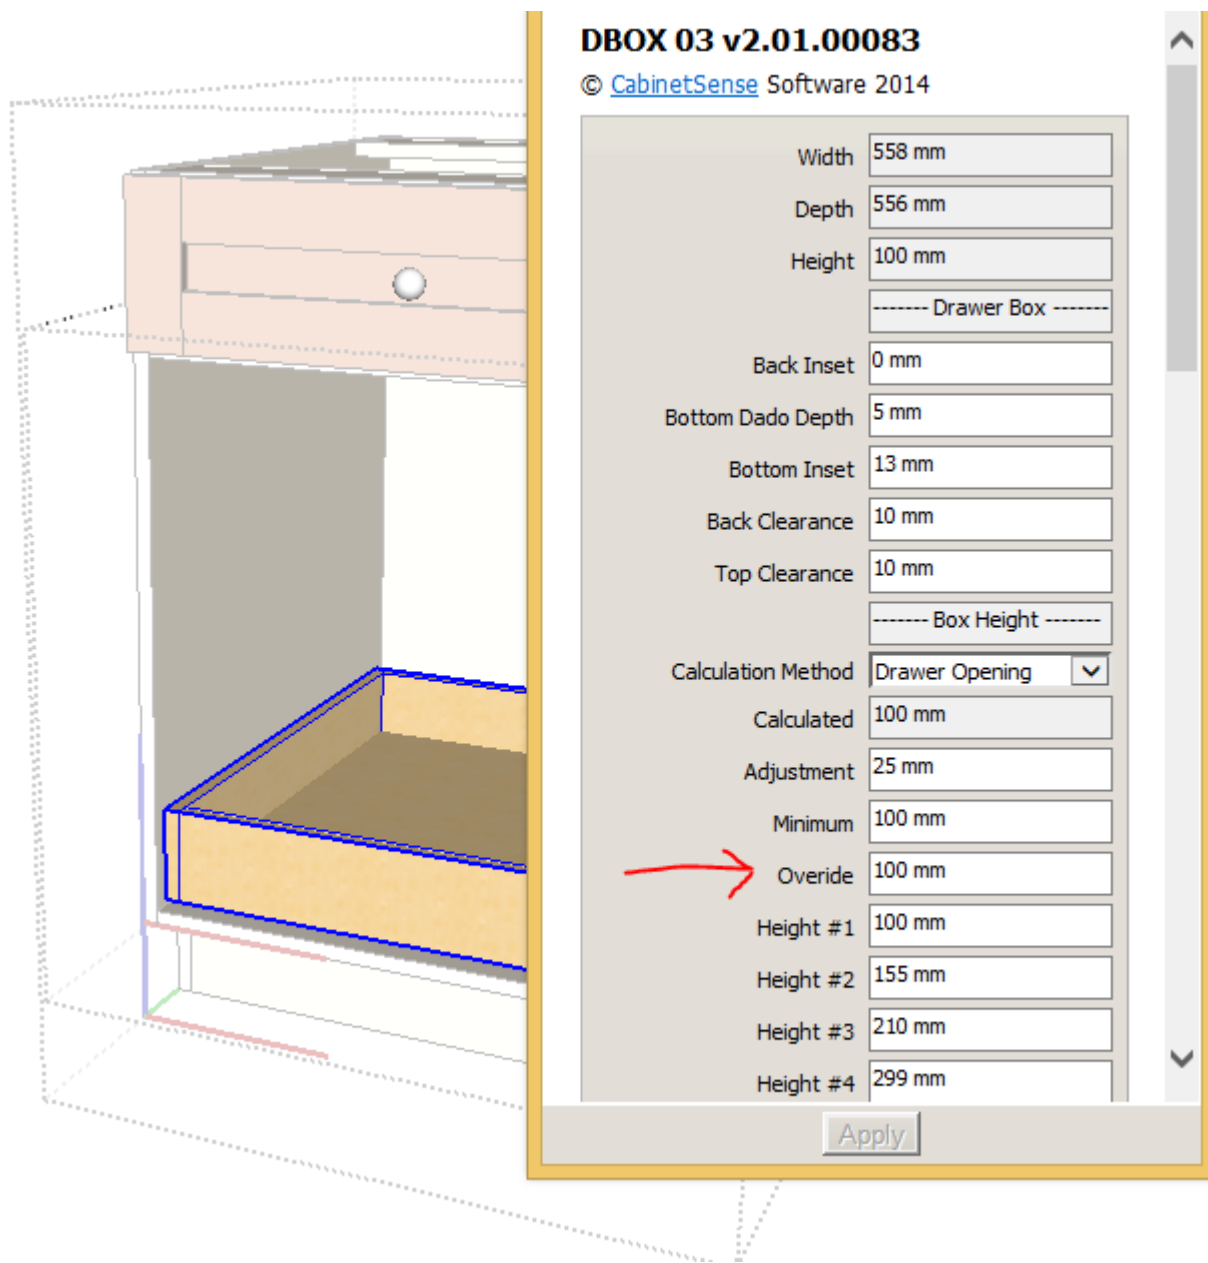 DBOX 03 v2.01.00083
© CabinetSense Software 2014
Width 558 mm
Depth 556 mm
Height 100 mm
------- Drawer Box -------
Back Inset 0 mm
Bottom Dado Depth 5 mm
Bottom Inset 13 mm
Back Clearance 10 mm
Top Clearance 10 mm
------- Box Height -------
Calculation Method Drawer Opening
Calculated 100 mm
Adjustment 25 mm
Minimum 100 mm
Overide 100 mm
Height #1 100 mm
Height #2 155 mm
Height #3 210 mm
Height #4 299 mm
Apply